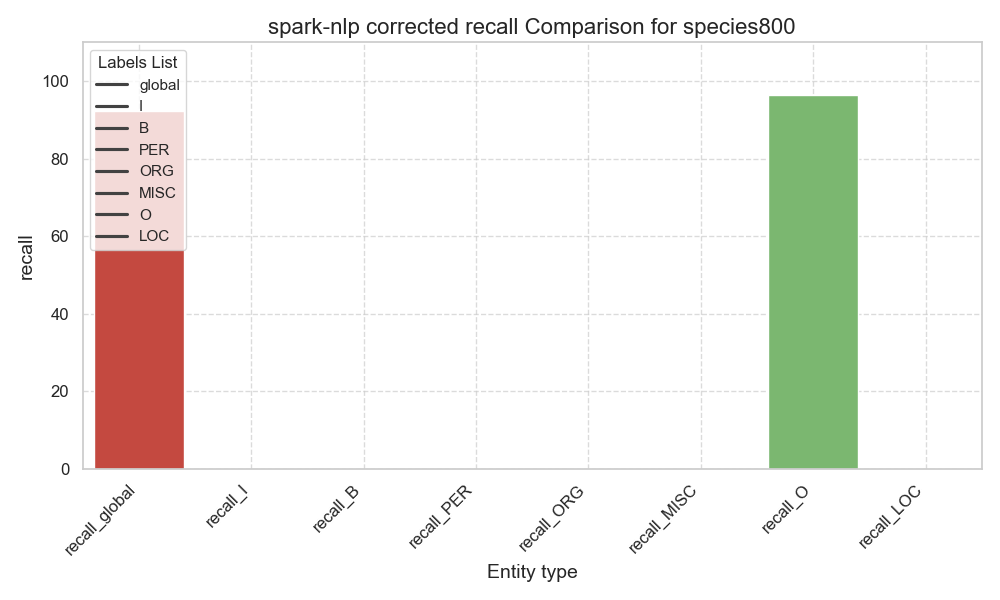 spark-nlp corrected recall Comparison for species800
Labels List
global
I
B
PER
ORG
MISC
O
LOC
recall
100
80
60
40
20
0
recall_global
recall_I
recall_B
recall_PER
recall_ORG
recall_MISC
recall_O
recall_LOC
Entity type